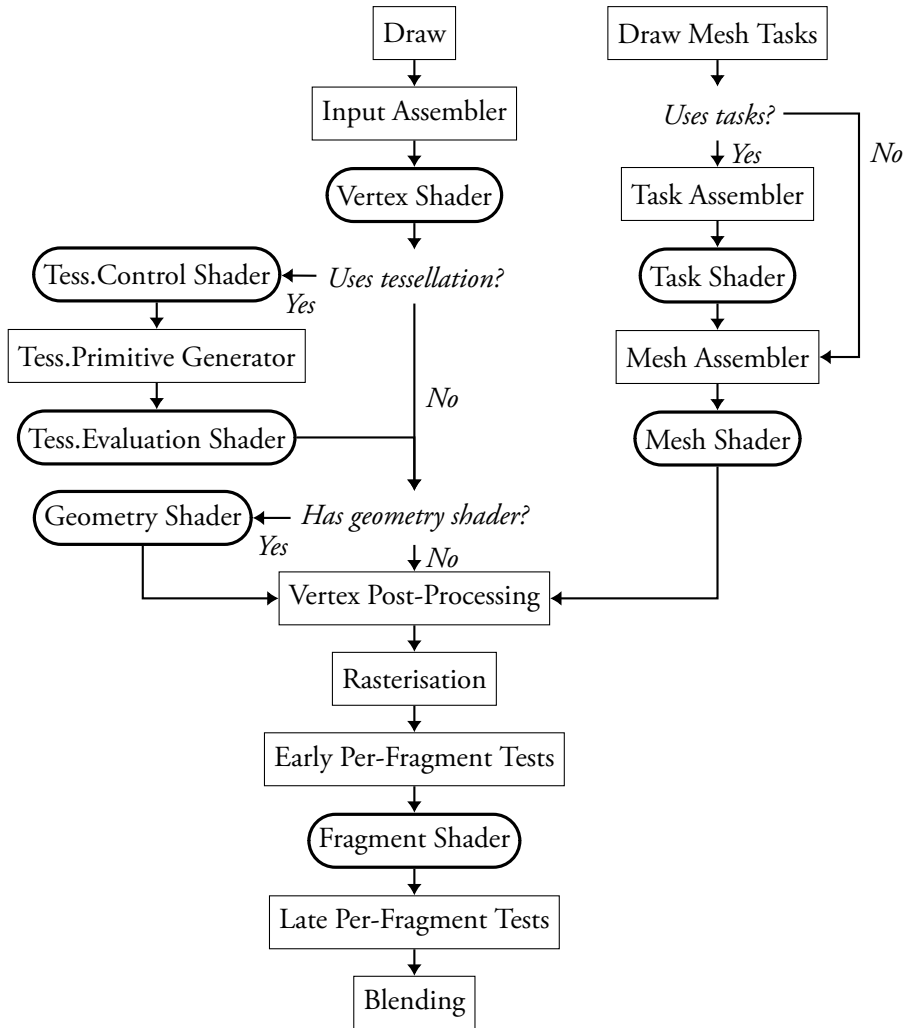 Draw
Draw Mesh Tasks
Input Assembler
Uses tasks?
No
Yes
Vertex Shader
Task Assembler
Tess.Control Shader
Uses tessellation?
Yes
Task Shader
Tess.Primitive Generator
Mesh Assembler
No
Tess.Evaluation Shader
Mesh Shader
Geometry Shader
Has geometry shader?
Yes
No
Vertex Post-Processing
Rasterisation
Early Per-Fragment Tests
Fragment Shader
Late Per-Fragment Tests
Blending